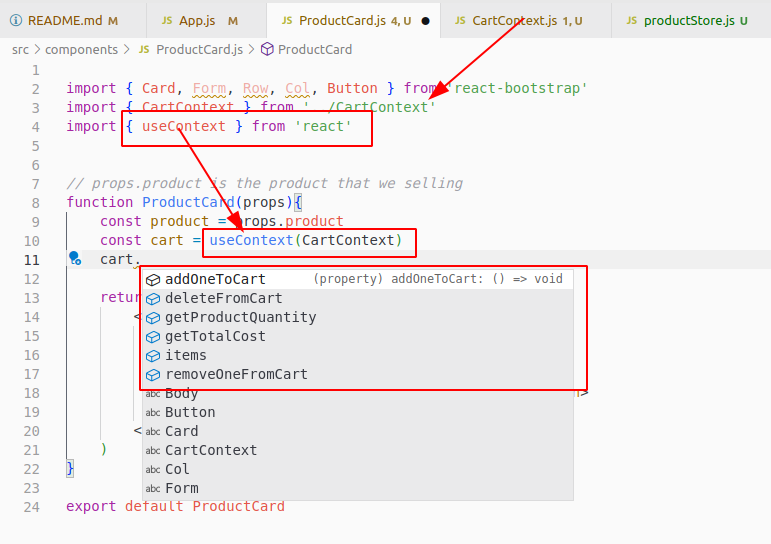 README.md M JS App.js M JS ProductCard.js 4, U JS CartContext.js 1, U JS productStore.js U
src > components > JS ProductCard.js > ProductCard
1
2 import { Card, Form, Row, Col, Button } from 'react-bootstrap'
3 import { CartContext } from '../CartContext'
4 import { useContext } from 'react'
5
6
7 // props.product is the product that we selling
8 function ProductCard(props){
9 const product = props.product
10 const cart = useContext(CartContext)
11 cart.
12 addOneToCart (property) addOneToCart: () => void
13 retur deleteFromCart
14 < getProductQuantity
15 getTotalCost
16 items
17 removeOneFromCart
18 abc Body >
19 abc Button
20 < abc Card
21 ) abc CartContext
22 } abc Col
23 abc Form
24 export default ProductCard